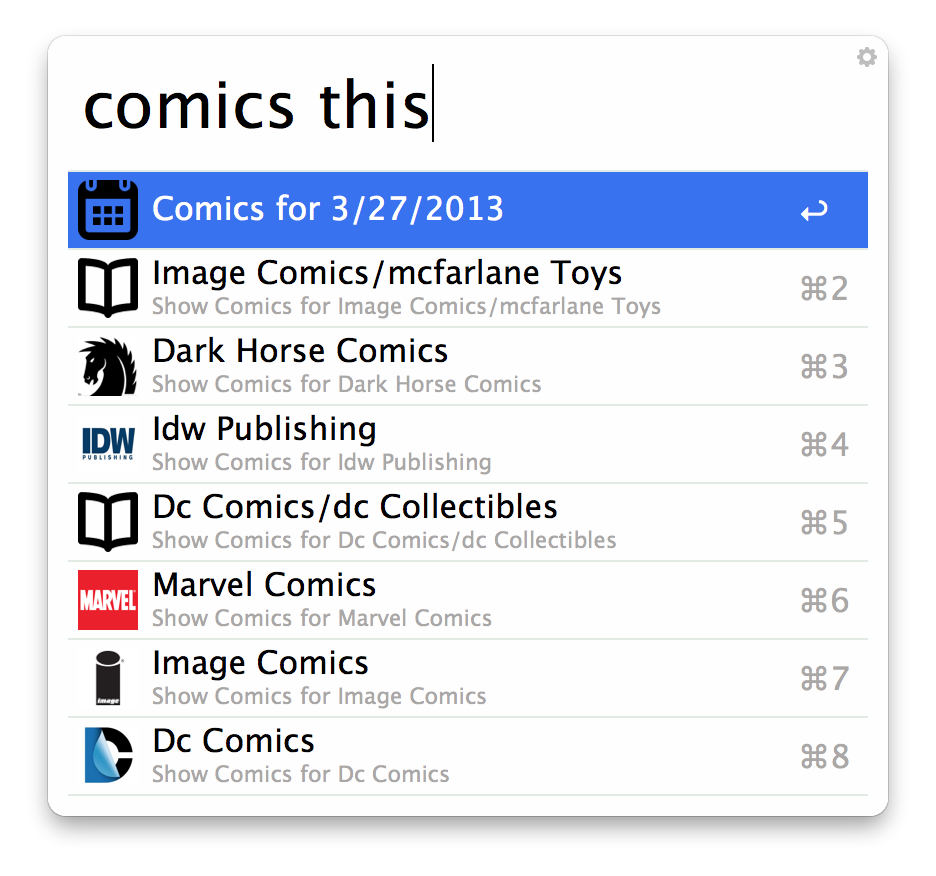 comics this
Comics for 3/27/2013 ↩
Image Comics/mcfarlane Toys ⌘2
Show Comics for Image Comics/mcfarlane Toys
Dark Horse Comics ⌘3
Show Comics for Dark Horse Comics
IDW
PUBLISHING
Idw Publishing ⌘4
Show Comics for Idw Publishing
Dc Comics/dc Collectibles ⌘5
Show Comics for Dc Comics/dc Collectibles
MARVEL
Marvel Comics ⌘6
Show Comics for Marvel Comics
image
Image Comics ⌘7
Show Comics for Image Comics
Dc Comics ⌘8
Show Comics for Dc Comics